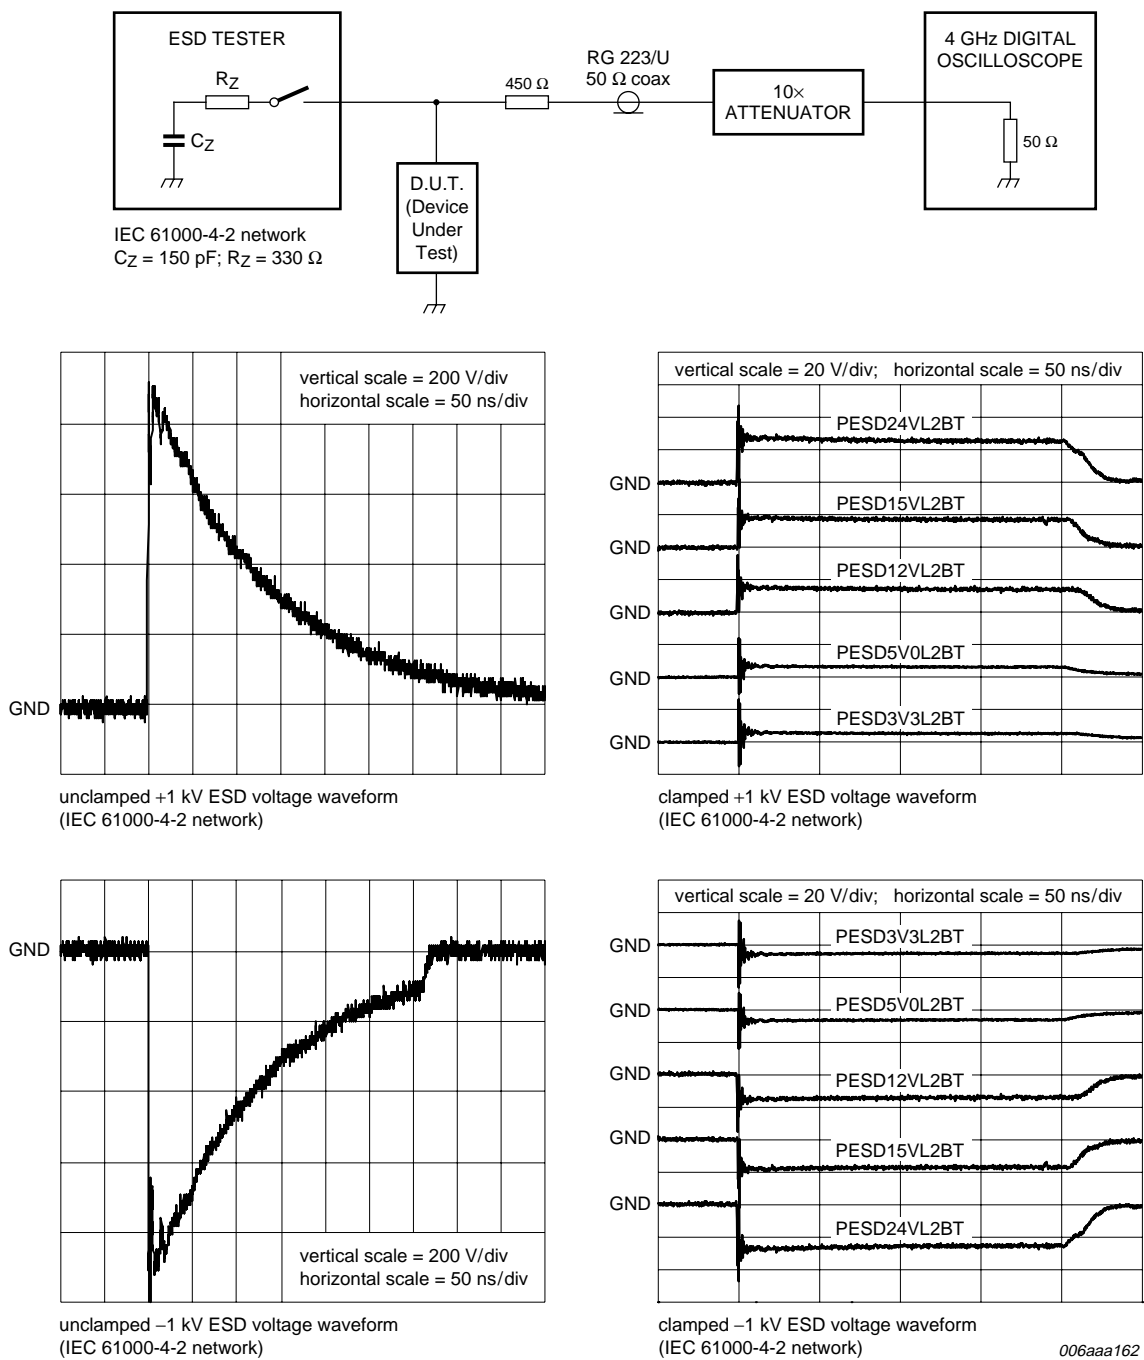 ESD TESTER
RZ
CZ
450 Ω
RG 223/U
50 Ω coax
10×
ATTENUATOR
4 GHz DIGITAL
OSCILLOSCOPE
50 Ω
D.U.T.
(Device
Under
Test)
IEC 61000-4-2 network
CZ = 150 pF; RZ = 330 Ω
vertical scale = 200 V/div
horizontal scale = 50 ns/div
GND
unclamped +1 kV ESD voltage waveform
(IEC 61000-4-2 network)
vertical scale = 20 V/div; horizontal scale = 50 ns/div
PESD24VL2BT
GND
PESD15VL2BT
GND
PESD12VL2BT
GND
PESD5V0L2BT
GND
PESD3V3L2BT
GND
clamped +1 kV ESD voltage waveform
(IEC 61000-4-2 network)
GND
vertical scale = 200 V/div
horizontal scale = 50 ns/div
unclamped −1 kV ESD voltage waveform
(IEC 61000-4-2 network)
vertical scale = 20 V/div; horizontal scale = 50 ns/div
GND
PESD3V3L2BT
GND
PESD5V0L2BT
GND
PESD12VL2BT
GND
PESD15VL2BT
GND
PESD24VL2BT
clamped −1 kV ESD voltage waveform
(IEC 61000-4-2 network)
006aaa162